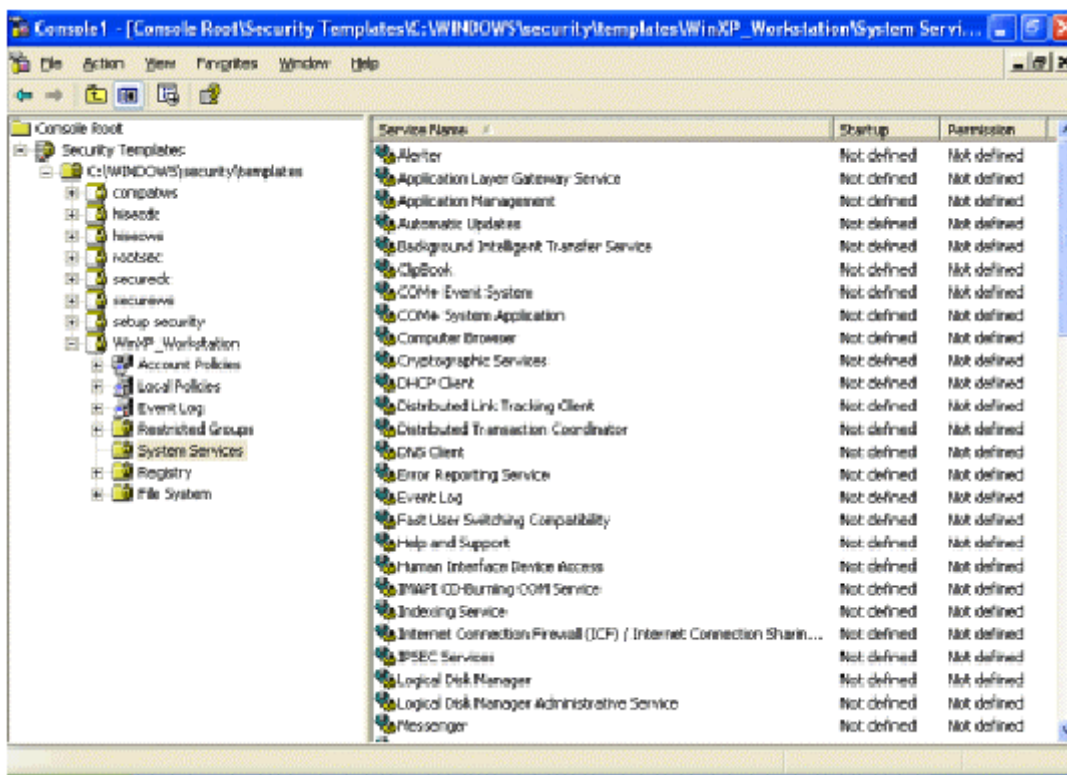 Console1 - [Console Root\Security Templates\C:\WINDOWS\security\templates\WinXP_Workstation\System Servi...
File Action View Favorites Window Help
Console Root
Security Templates
C:\WINDOWS\security\templates
compatws
hisecdc
hisecws
rootsec
securedc
securews
setup security
WinXP_Workstation
Account Policies
Local Policies
Event Log
Restricted Groups
System Services
Registry
File System
Service Name Startup Permission
Alerter Not defined Not defined
Application Layer Gateway Service Not defined Not defined
Application Management Not defined Not defined
Automatic Updates Not defined Not defined
Background Intelligent Transfer Service Not defined Not defined
ClipBook Not defined Not defined
COM+ Event System Not defined Not defined
COM+ System Application Not defined Not defined
Computer Browser Not defined Not defined
Cryptographic Services Not defined Not defined
DHCP Client Not defined Not defined
Distributed Link Tracking Client Not defined Not defined
Distributed Transaction Coordinator Not defined Not defined
DNS Client Not defined Not defined
Error Reporting Service Not defined Not defined
Event Log Not defined Not defined
Fast User Switching Compatibility Not defined Not defined
Help and Support Not defined Not defined
Human Interface Device Access Not defined Not defined
IMAPI CD-Burning COM Service Not defined Not defined
Indexing Service Not defined Not defined
Internet Connection Firewall (ICF) / Internet Connection Sharin... Not defined Not defined
IPSEC Services Not defined Not defined
Logical Disk Manager Not defined Not defined
Logical Disk Manager Administrative Service Not defined Not defined
Messenger Not defined Not defined